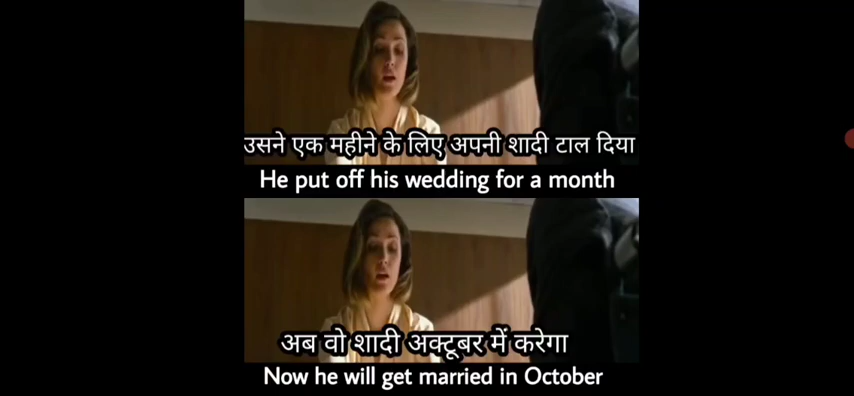 उसने एक महीने के लिए अपनी शादी टाल दिया
He put off his wedding for a month
अब वो शादी अक्टूबर में करेगा
Now he will get married in October